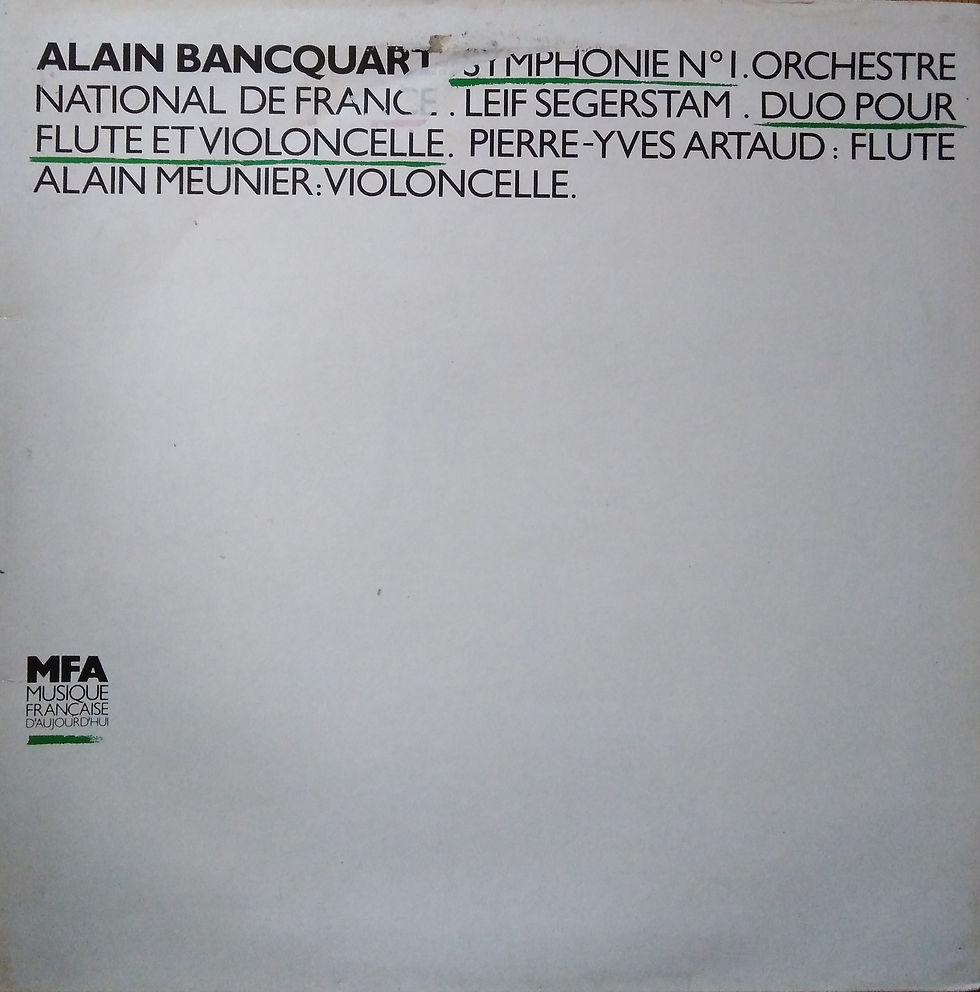 ALAIN BANCQUART. SYMPHONIE N° 1. ORCHESTRE
NATIONAL DE FRANCE . LEIF SEGERSTAM . DUO POUR
FLUTE ET VIOLONCELLE. PIERRE-YVES ARTAUD : FLUTE
ALAIN MEUNIER : VIOLONCELLE.
MFA
MUSIQUE
FRANÇAISE
D'AUJOURD'HUI